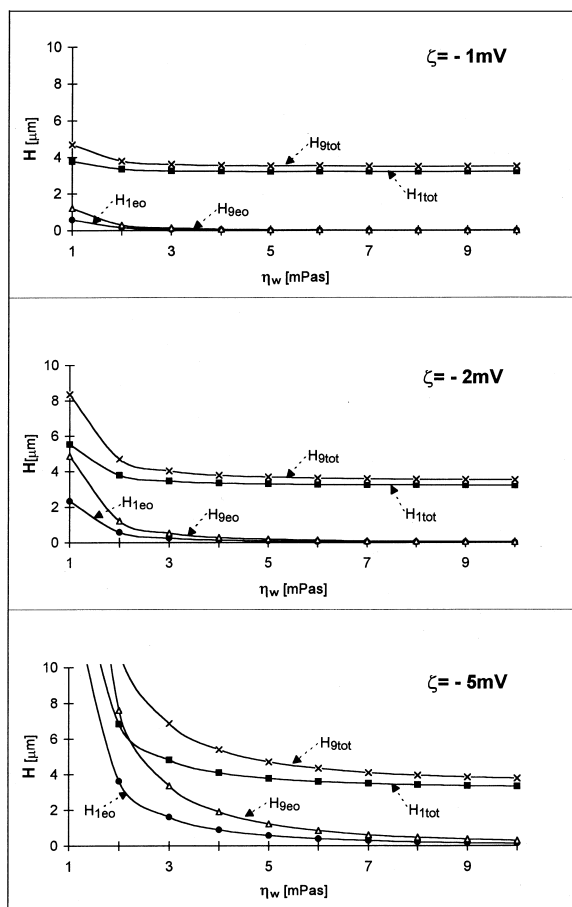 ζ= - 1mV
10
8
6
4
2
0
H [μm]
H9tot
H1tot
H1eo
H9eo
1 3 5 7 9
ηw [mPas]
ζ= - 2mV
10
8
6
4
2
0
H[μm]
H9tot
H1tot
H1eo
H9eo
1 3 5 7 9
ηw [mPas]
ζ= - 5mV
10
8
6
4
2
0
H [μm]
H9tot
H1tot
H1eo
H9eo
1 3 5 7 9
ηw [mPas]